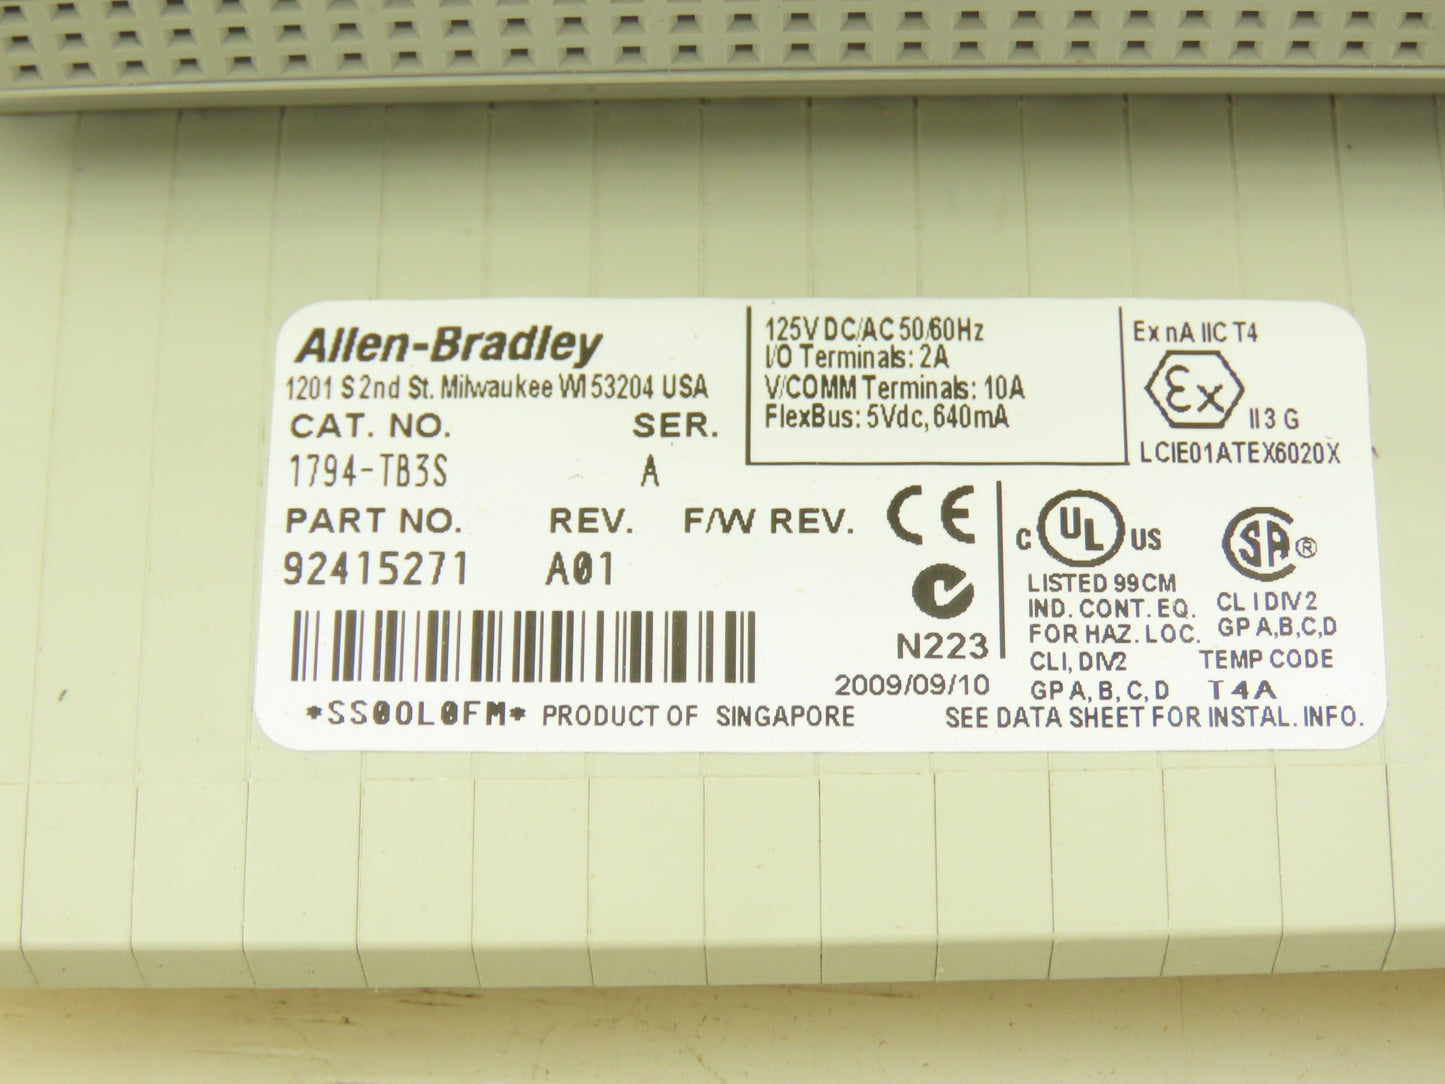 Allen-Bradley
1201 S 2nd St. Milwaukee WI 53204 USA
CAT. NO. SER.
1794-TB3S A
PART NO. REV. F/W REV.
92415271 A01
*SS00L0FM* PRODUCT OF SINGAPORE
125V DC/AC 50/60Hz
I/O Terminals: 2A
V/COMM Terminals: 10A
FlexBus: 5Vdc, 640mA
Ex nA IIC T4
Ex II 3 G
LCIE01ATEX6020X
CE
N223
2009/09/10
C UL US
LISTED 99CM
IND. CONT. EQ.
FOR HAZ. LOC.
CL I, DIV2
GP A, B, C, D
SA ®
CL I DIV 2
GP A,B,C,D
TEMP CODE
T4A
SEE DATA SHEET FOR INSTAL. INFO.